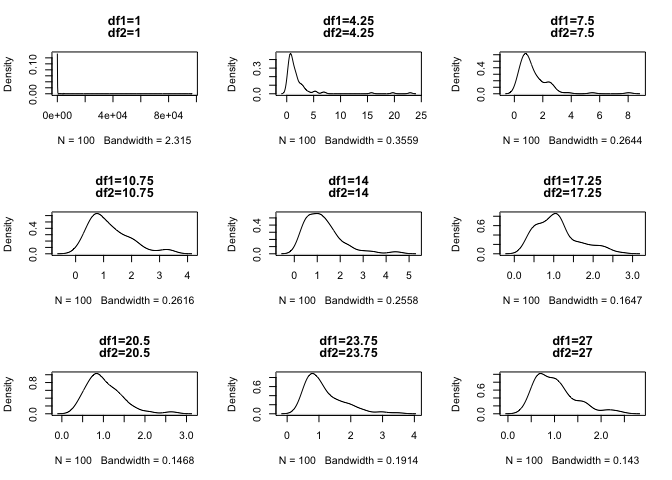 df1=1
df2=1
Density
0.00 0.10
0e+00 4e+04 8e+04
N = 100 Bandwidth = 2.315
df1=4.25
df2=4.25
Density
0.0 0.3
0 5 10 15 20 25
N = 100 Bandwidth = 0.3559
df1=7.5
df2=7.5
Density
0.0 0.4
0 2 4 6 8
N = 100 Bandwidth = 0.2644
df1=10.75
df2=10.75
Density
0.0 0.4
0 1 2 3 4
N = 100 Bandwidth = 0.2616
df1=14
df2=14
Density
0.0 0.4
0 1 2 3 4 5
N = 100 Bandwidth = 0.2558
df1=17.25
df2=17.25
Density
0.0 0.6
0.0 1.0 2.0 3.0
N = 100 Bandwidth = 0.1647
df1=20.5
df2=20.5
Density
0.0 0.8
0.0 1.0 2.0 3.0
N = 100 Bandwidth = 0.1468
df1=23.75
df2=23.75
Density
0.0 0.6
0 1 2 3 4
N = 100 Bandwidth = 0.1914
df1=27
df2=27
Density
0.0 0.6
0.0 1.0 2.0
N = 100 Bandwidth = 0.143